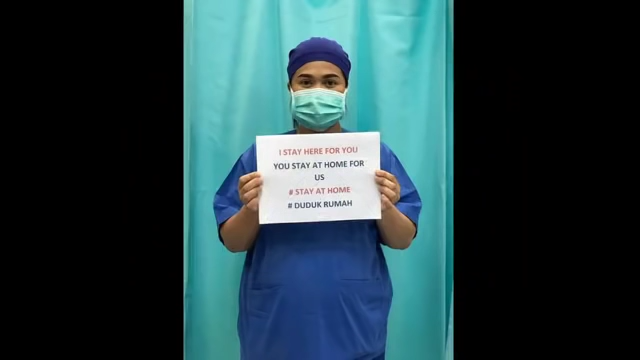 I STAY HERE FOR YOU
YOU STAY AT HOME FOR
US
# STAY AT HOME
# DUDUK RUMAH